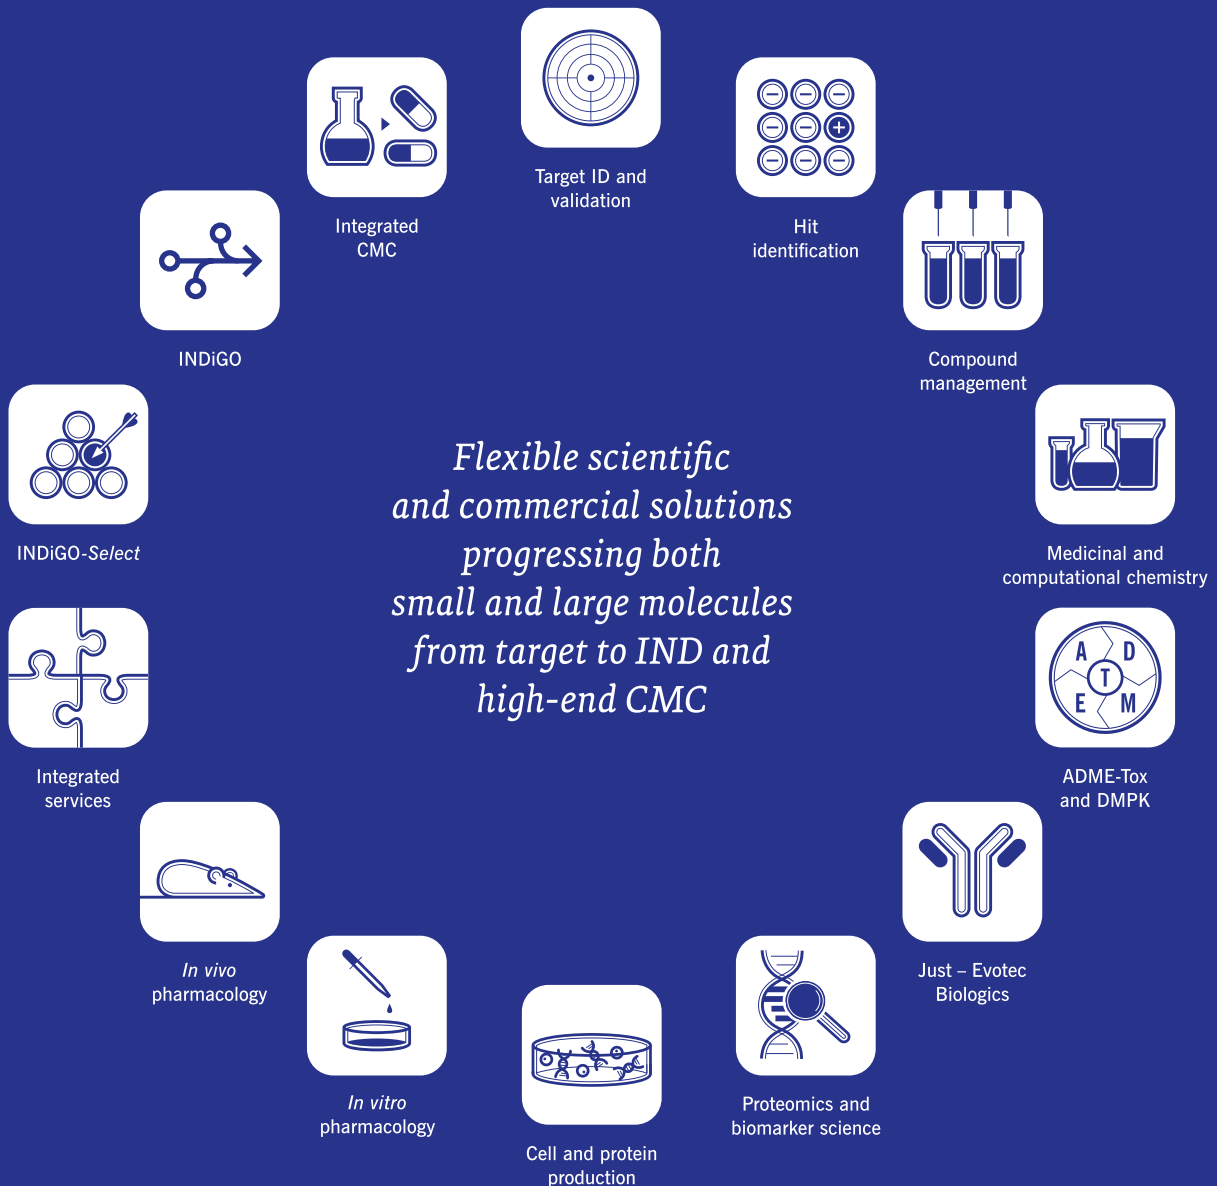 Target ID and
validation
Hit
identification
Compound
management
Medicinal and
computational chemistry
A D
T
E M
ADME-Tox
and DMPK
Just – Evotec
Biologics
Proteomics and
biomarker science
Cell and protein
production
In vitro
pharmacology
In vivo
pharmacology
Integrated
services
INDiGO-Select
INDiGO
Integrated
CMC
Flexible scientific
and commercial solutions
progressing both
small and large molecules
from target to IND and
high-end CMC